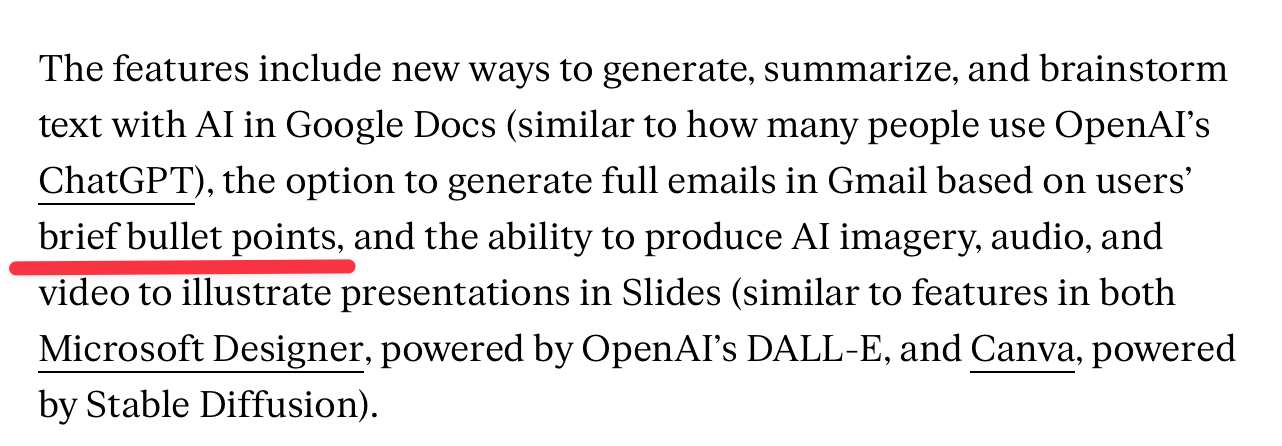 The features include new ways to generate, summarize, and brainstorm
text with AI in Google Docs (similar to how many people use OpenAI’s
ChatGPT), the option to generate full emails in Gmail based on users’
brief bullet points, and the ability to produce AI imagery, audio, and
video to illustrate presentations in Slides (similar to features in both
Microsoft Designer, powered by OpenAI’s DALL-E, and Canva, powered
by Stable Diffusion).